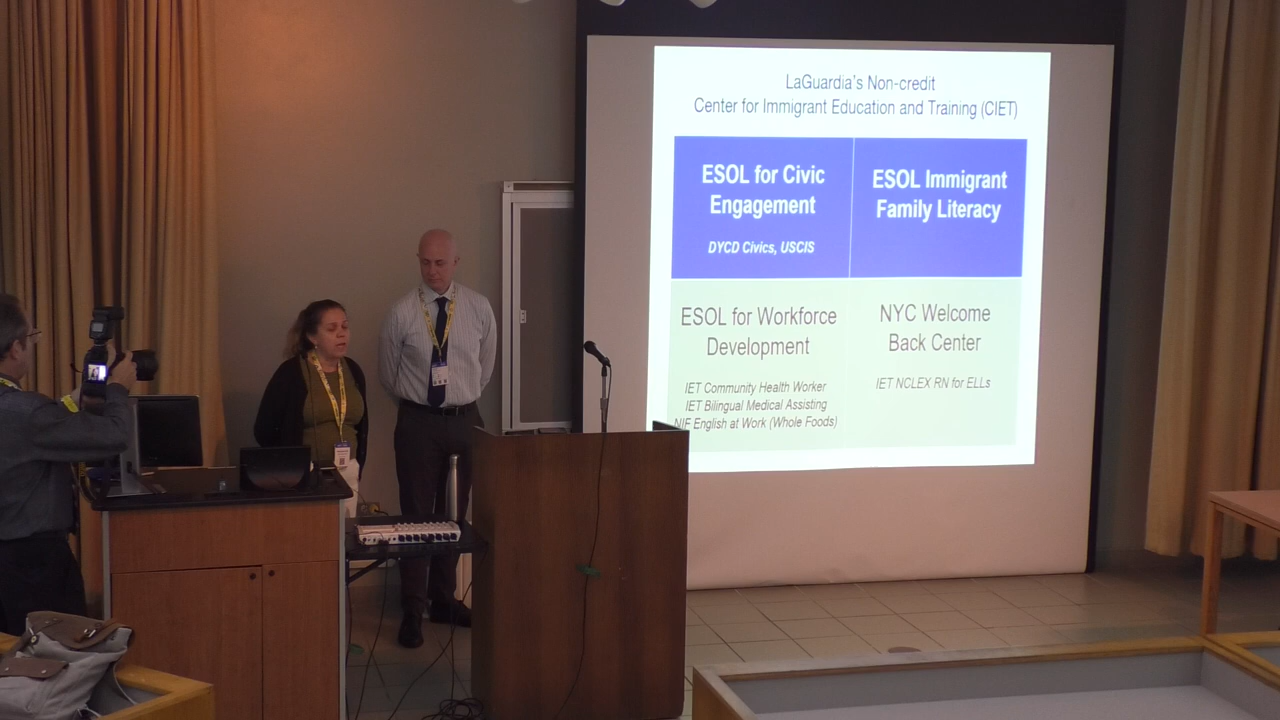 LaGuardia's Non-credit
Center for Immigrant Education and Training (CIET)
ESOL for Civic
Engagement
DYCD Civics, USCIS
ESOL Immigrant
Family Literacy
ESOL for Workforce
Development
IET Community Health Worker
IET Bilingual Medical Assisting
NIF English at Work (Whole Foods)
NYC Welcome
Back Center
IET NCLEX RN for ELLs